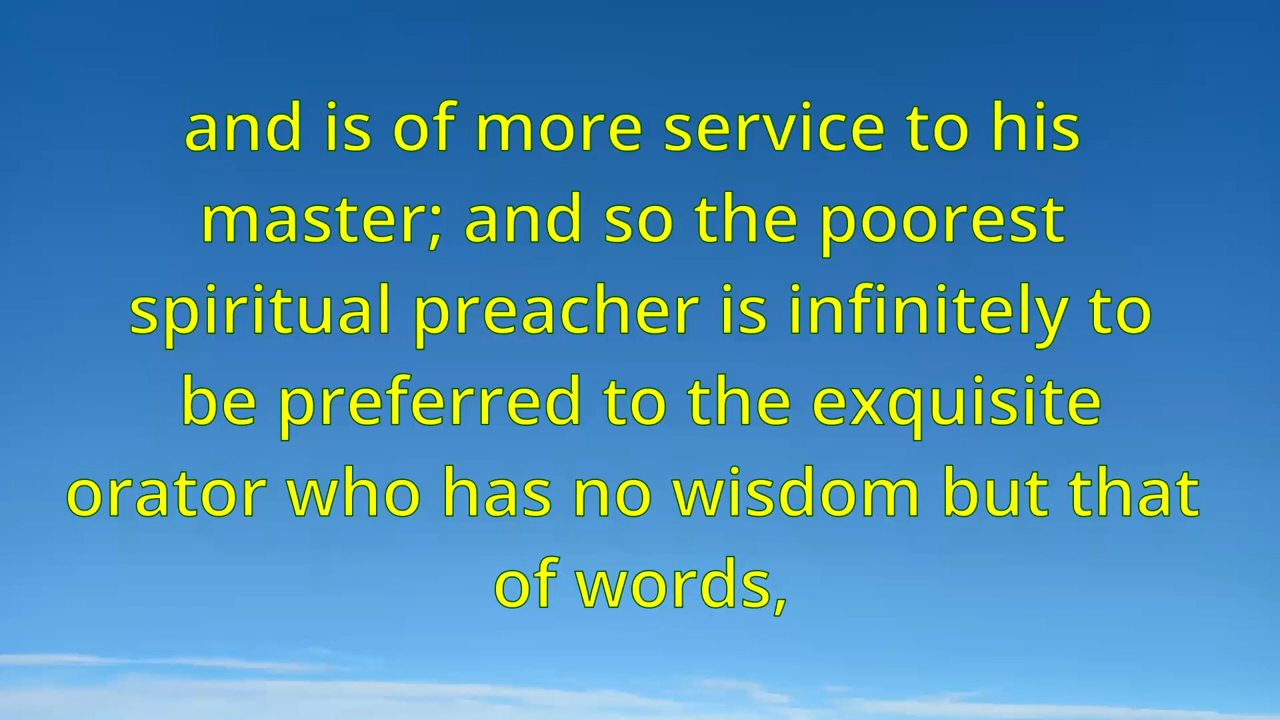 and is of more service to his
master; and so the poorest
spiritual preacher is infinitely to
be preferred to the exquisite
orator who has no wisdom but that
of words,